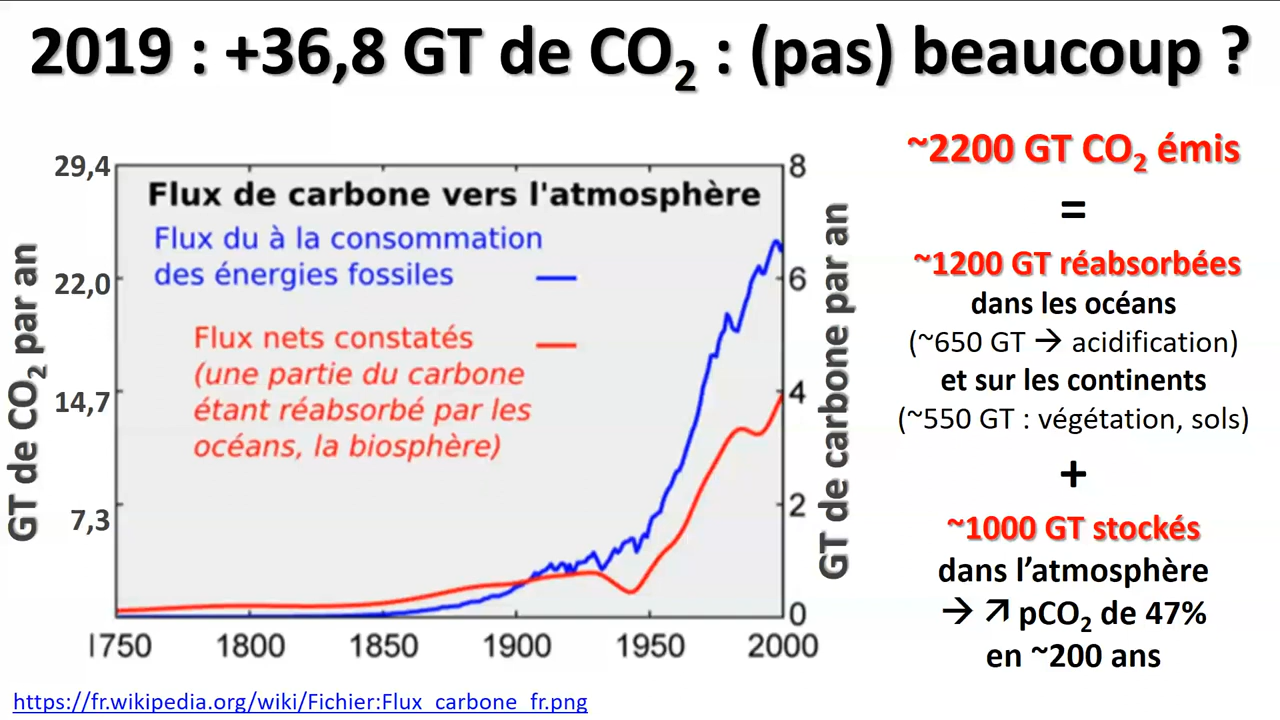 2019 : +36,8 GT de CO₂ : (pas) beaucoup ?
29,4
22,0
14,7
7,3
GT de CO₂ par an
Flux de carbone vers l'atmosphère
Flux du à la consommation
des énergies fossiles
Flux nets constatés
(une partie du carbone
étant réabsorbé par les
océans, la biosphère)
8
6
4
2
0
GT de carbone par an
1750
1800
1850
1900
1950
2000
~2200 GT CO₂ émis
=
~1200 GT réabsorbées
dans les océans
(~650 GT → acidification)
et sur les continents
(~550 GT : végétation, sols)
+
~1000 GT stockés
dans l’atmosphère
→ ↗ pCO₂ de 47%
en ~200 ans
https://fr.wikipedia.org/wiki/Fichier:Flux_carbone_fr.png